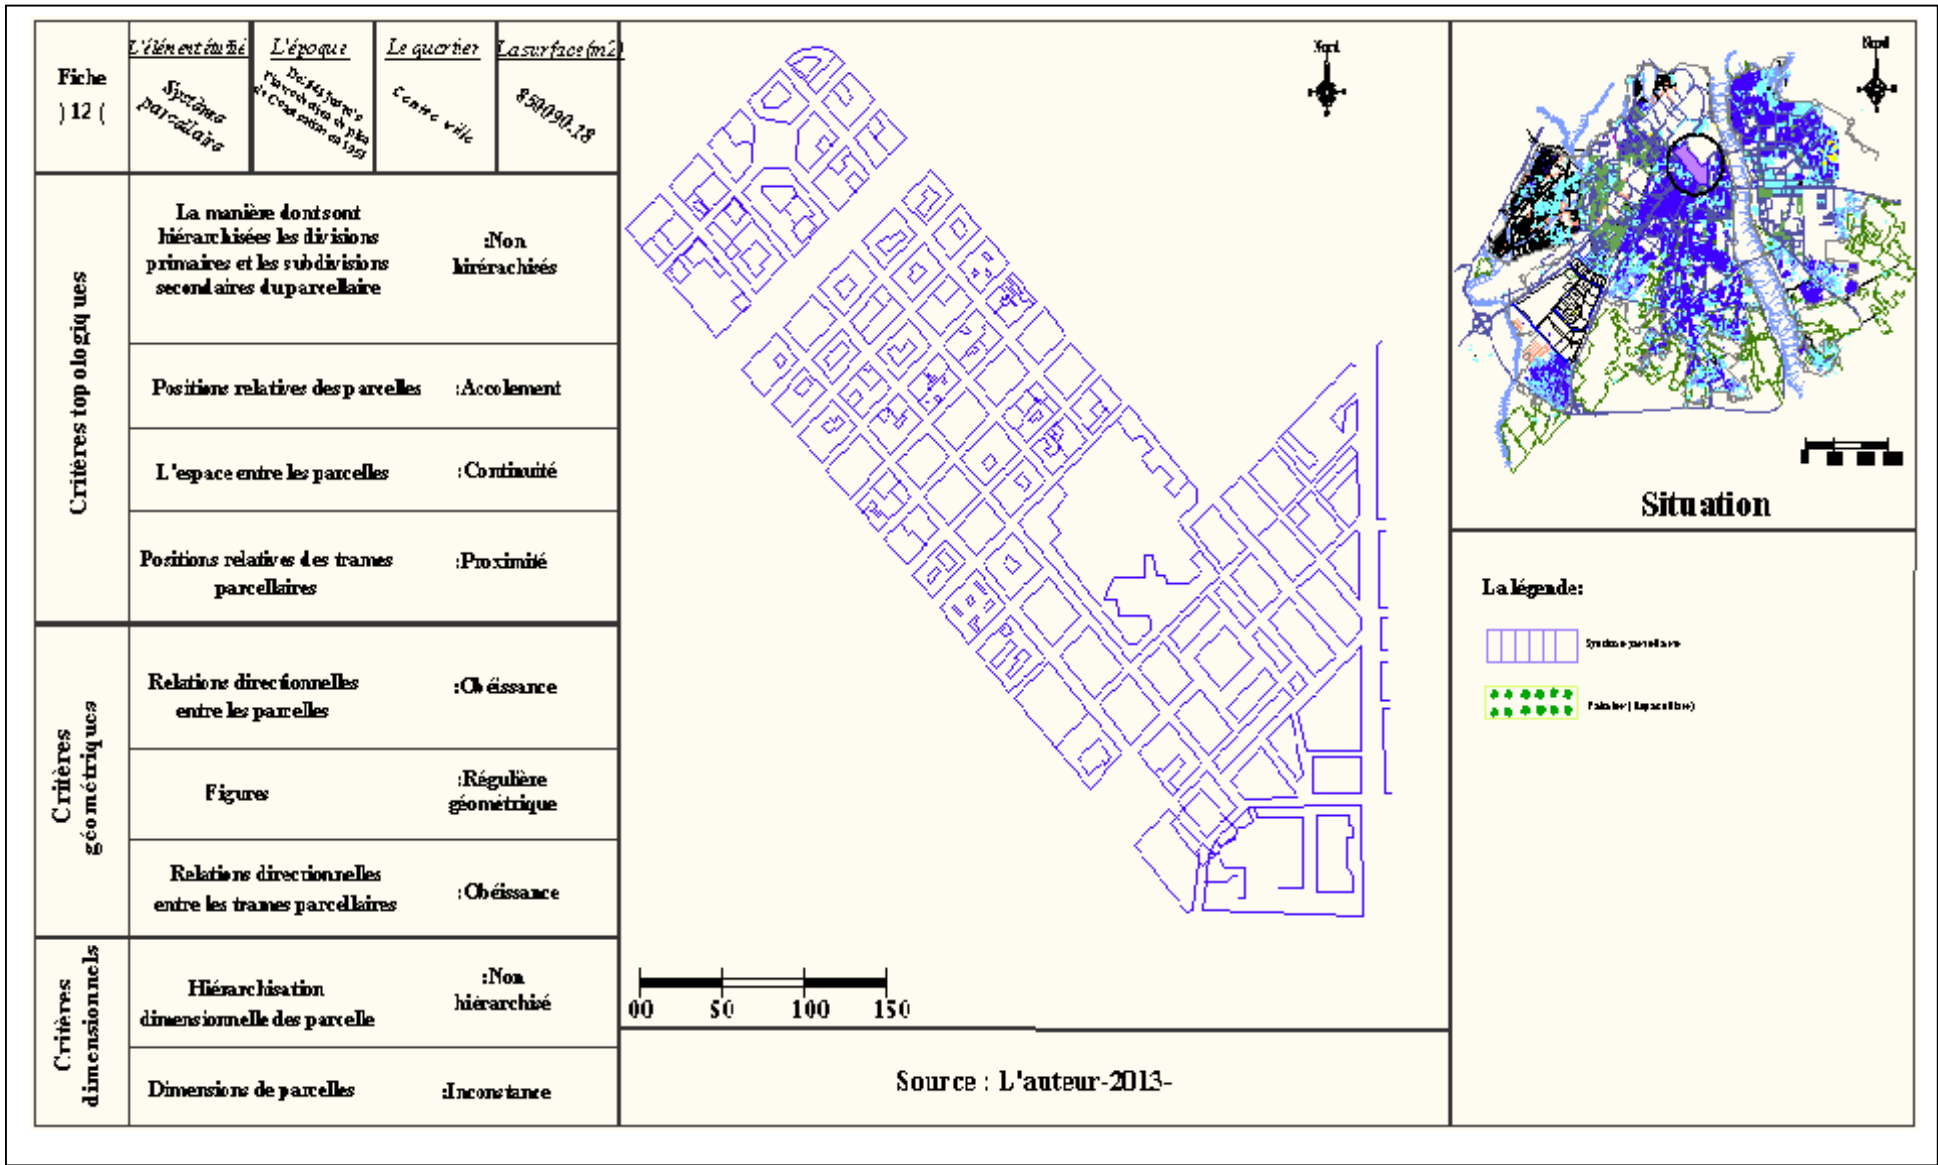 Fiche
) 12 (
L'élément étudié
Système
parcellaire
L'époque
Le quartier
Centre ville
La surface (m2)
850090.18
Critères topologiques
La manière dont sont
hiérarchisées les divisions
primaires et les subdivisions
secondaires du parcellaire
:Non
hirérachisés
Positions relatives des parcelles
:Accolement
L'espace entre les parcelles
:Continuité
Positions relatives des trames
parcellaires
:Proximité
Critères
géométriques
Relations directionnelles
entre les parcelles
:Obéissance
Figures
:Régulière
géométrique
Relations directionnelles
entre les trames parcellaires
:Obéissance
Critères
dimensionnels
Hiérarchisation
dimensionnelle des parcelle
:Non
hiérarchisé
Dimensions de parcelles
:Inconstance
Nord
00 50 100 150
Source : L'auteur-2013-
Nord
Situation
La légende:
Système parcellaire